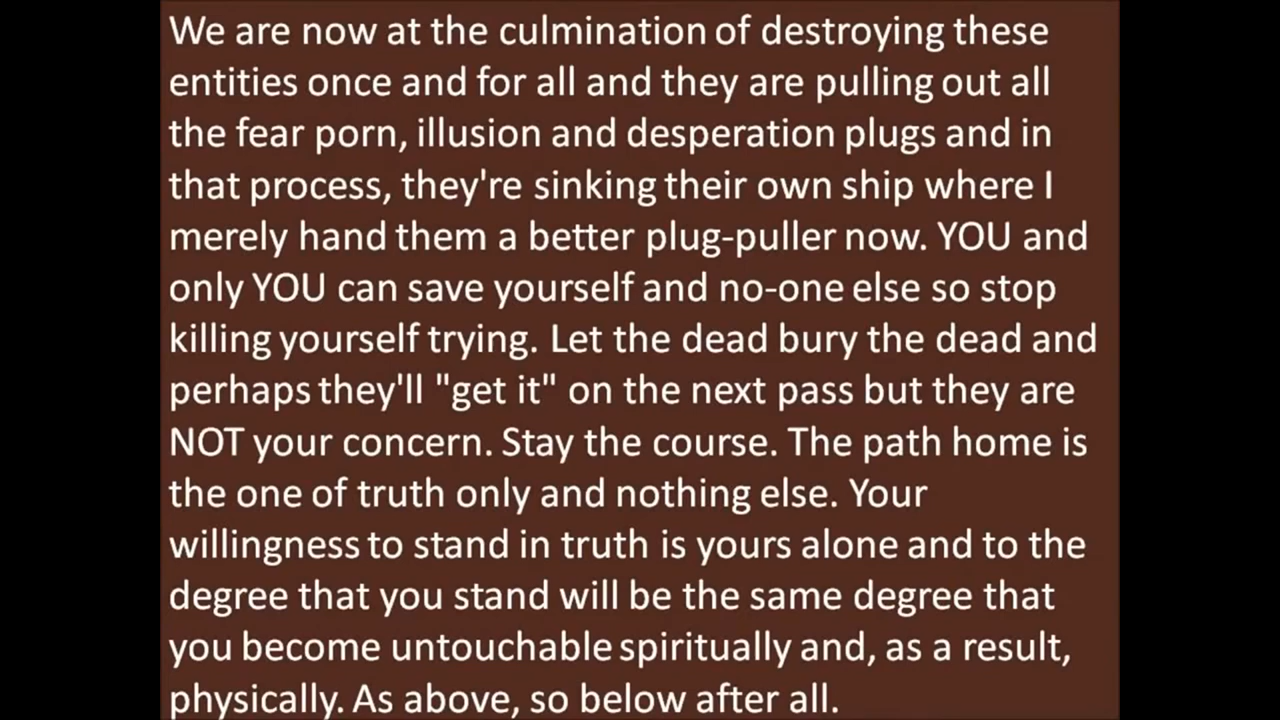 We are now at the culmination of destroying these
entities once and for all and they are pulling out all
the fear porn, illusion and desperation plugs and in
that process, they're sinking their own ship where I
merely hand them a better plug-puller now. YOU and
only YOU can save yourself and no-one else so stop
killing yourself trying. Let the dead bury the dead and
perhaps they'll "get it" on the next pass but they are
NOT your concern. Stay the course. The path home is
the one of truth only and nothing else. Your
willingness to stand in truth is yours alone and to the
degree that you stand will be the same degree that
you become untouchable spiritually and, as a result,
physically. As above, so below after all.